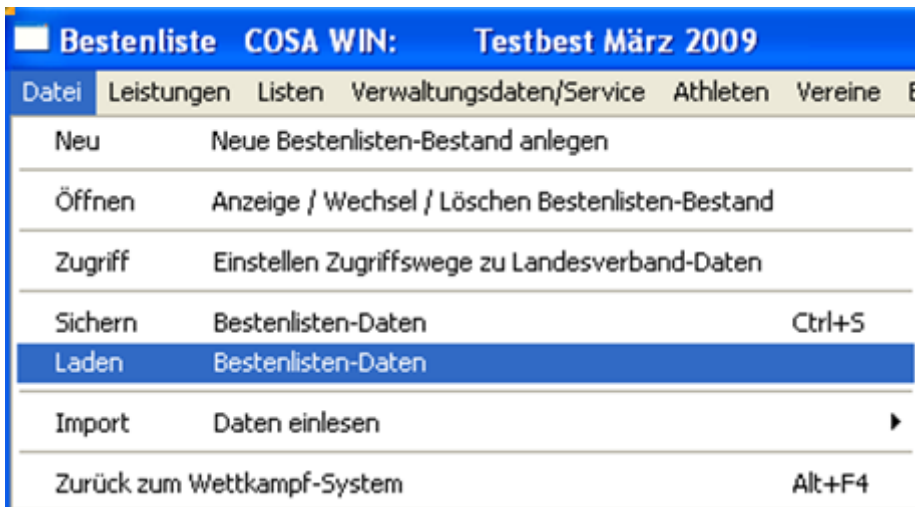 Bestenliste COSA WIN: Testbest März 2009
Datei Leistungen Listen Verwaltungsdaten/Service Athleten Vereine
Neu Neue Bestenlisten-Bestand anlegen
Öffnen Anzeige / Wechsel / Löschen Bestenlisten-Bestand
Zugriff Einstellen Zugriffswege zu Landesverband-Daten
Sichern Bestenlisten-Daten Ctrl+S
Laden Bestenlisten-Daten
Import Daten einlesen
Zurück zum Wettkampf-System Alt+F4